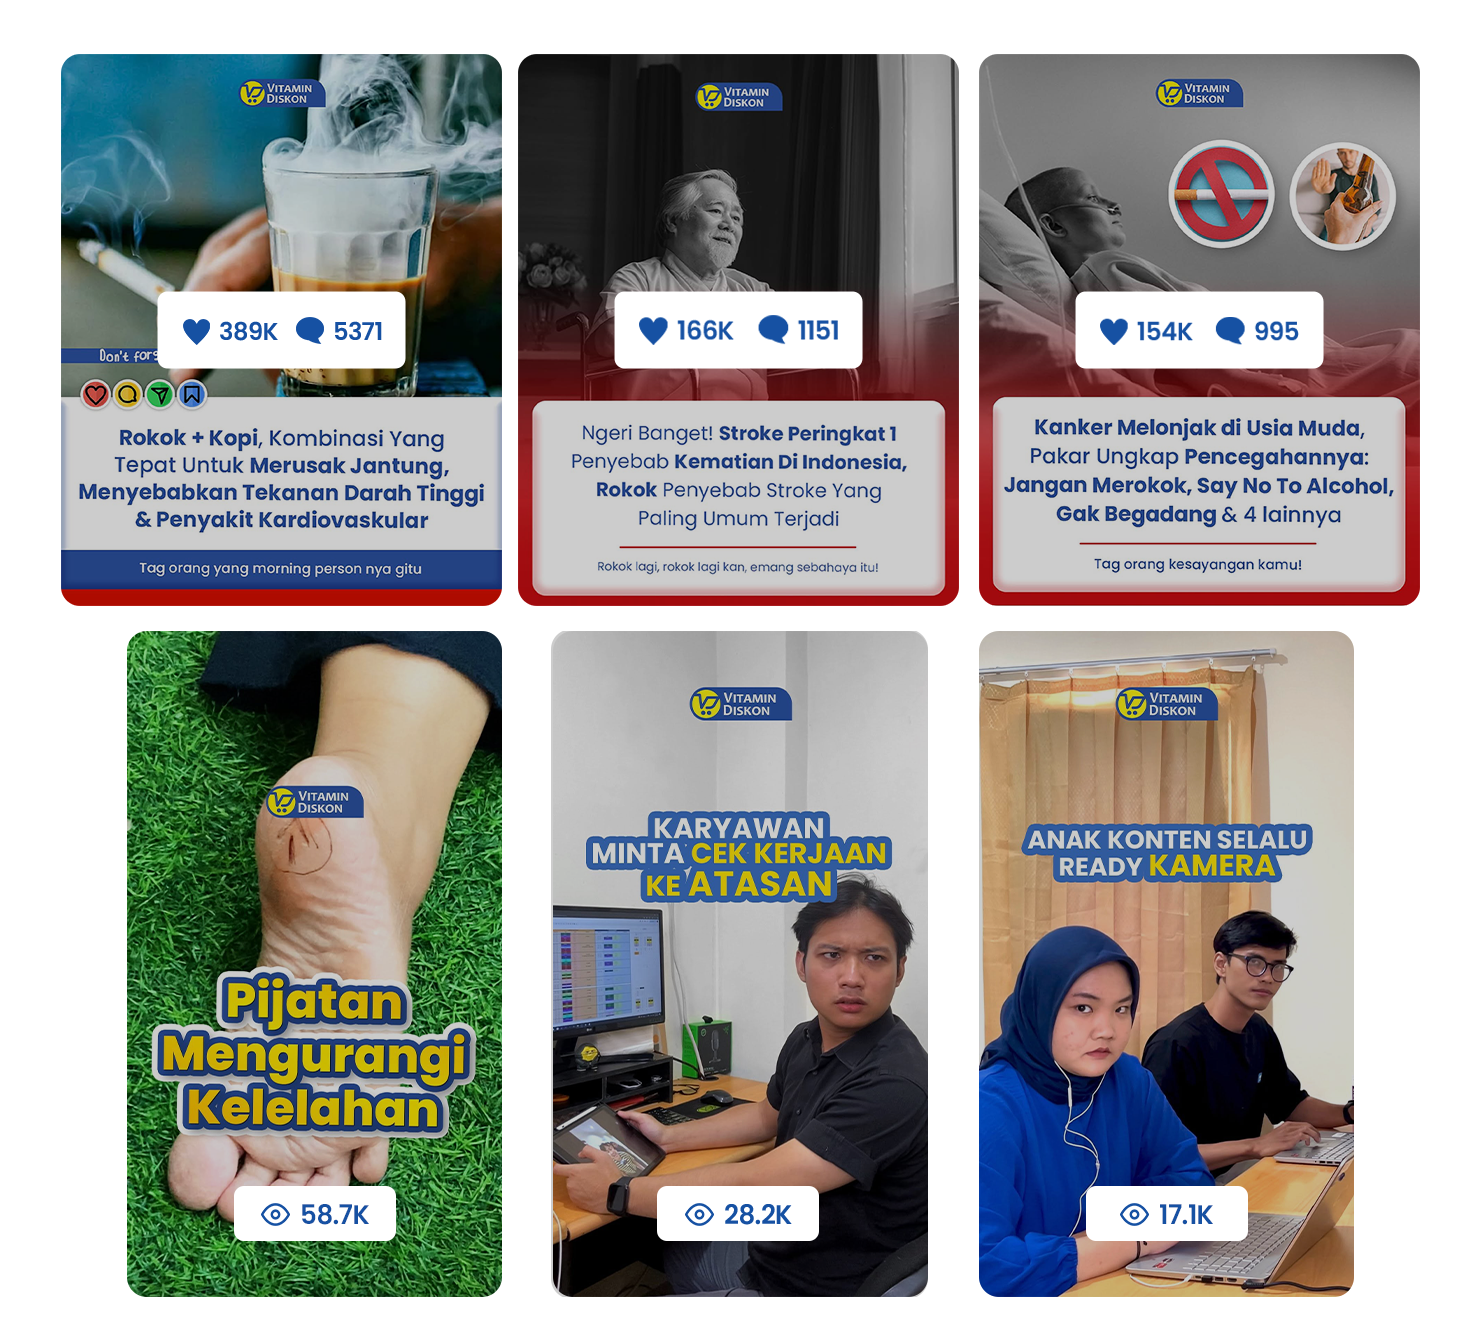 VITAMIN
DISKON
389K 5371
Don't
Rokok + Kopi, Kombinasi Yang
Tepat Untuk Merusak Jantung,
Menyebabkan Tekanan Darah Tinggi
& Penyakit Kardiovaskular
Tag orang yang morning person nya gitu
VITAMIN
DISKON
166K 1151
Ngeri Banget! Stroke Peringkat 1
Penyebab Kematian Di Indonesia,
Rokok Penyebab Stroke Yang
Paling Umum Terjadi
Rokok lagi, rokok lagi kan, emang sebahaya itu!
VITAMIN
DISKON
154K 995
Kanker Melonjak di Usia Muda,
Pakar Ungkap Pencegahannya:
Jangan Merokok, Say No To Alcohol,
Gak Begadang & 4 lainnya
Tag orang kesayangan kamu!
VITAMIN
DISKON
Pijatan
Mengurangi
Kelelahan
58.7K
VITAMIN
DISKON
KARYAWAN
MINTA CEK KERJAAN
KE ATASAN
28.2K
VITAMIN
DISKON
ANAK KONTEN SELALU
READY KAMERA
17.1K